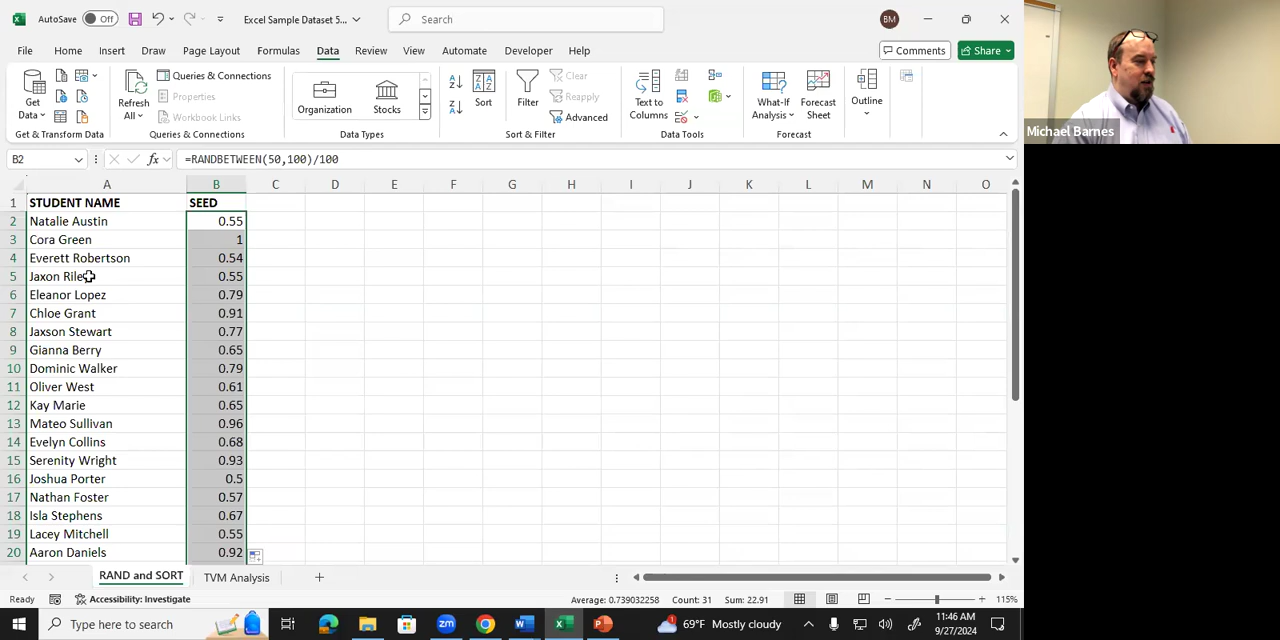 AutoSave Off Excel Sample Dataset 5... Search BM
File Home Insert Draw Page Layout Formulas Data Review View Automate Developer Help Comments Share
Get Data Refresh All Queries & Connections Properties Workbook Links Organization Stocks Sort Filter Clear Reapply Advanced Text to Columns What-If Analysis Forecast Sheet Outline
Get & Transform Data Queries & Connections Data Types Sort & Filter Data Tools Forecast
Michael Barnes
B2 fx =RANDBETWEEN(50,100)/100
A B C D E F G H I J K L M N O
1 STUDENT NAME SEED
2 Natalie Austin 0.55
3 Cora Green 1
4 Everett Robertson 0.54
5 Jaxon Rile 0.55
6 Eleanor Lopez 0.79
7 Chloe Grant 0.91
8 Jaxson Stewart 0.77
9 Gianna Berry 0.65
10 Dominic Walker 0.79
11 Oliver West 0.61
12 Kay Marie 0.65
13 Mateo Sullivan 0.96
14 Evelyn Collins 0.68
15 Serenity Wright 0.93
16 Joshua Porter 0.5
17 Nathan Foster 0.57
18 Isla Stephens 0.67
19 Lacey Mitchell 0.55
20 Aaron Daniels 0.92
RAND and SORT TVM Analysis
Ready Accessibility: Investigate Average: 0.739032258 Count: 31 Sum: 22.91 115%
Type here to search 69°F Mostly cloudy 11:46 AM
9/27/2024